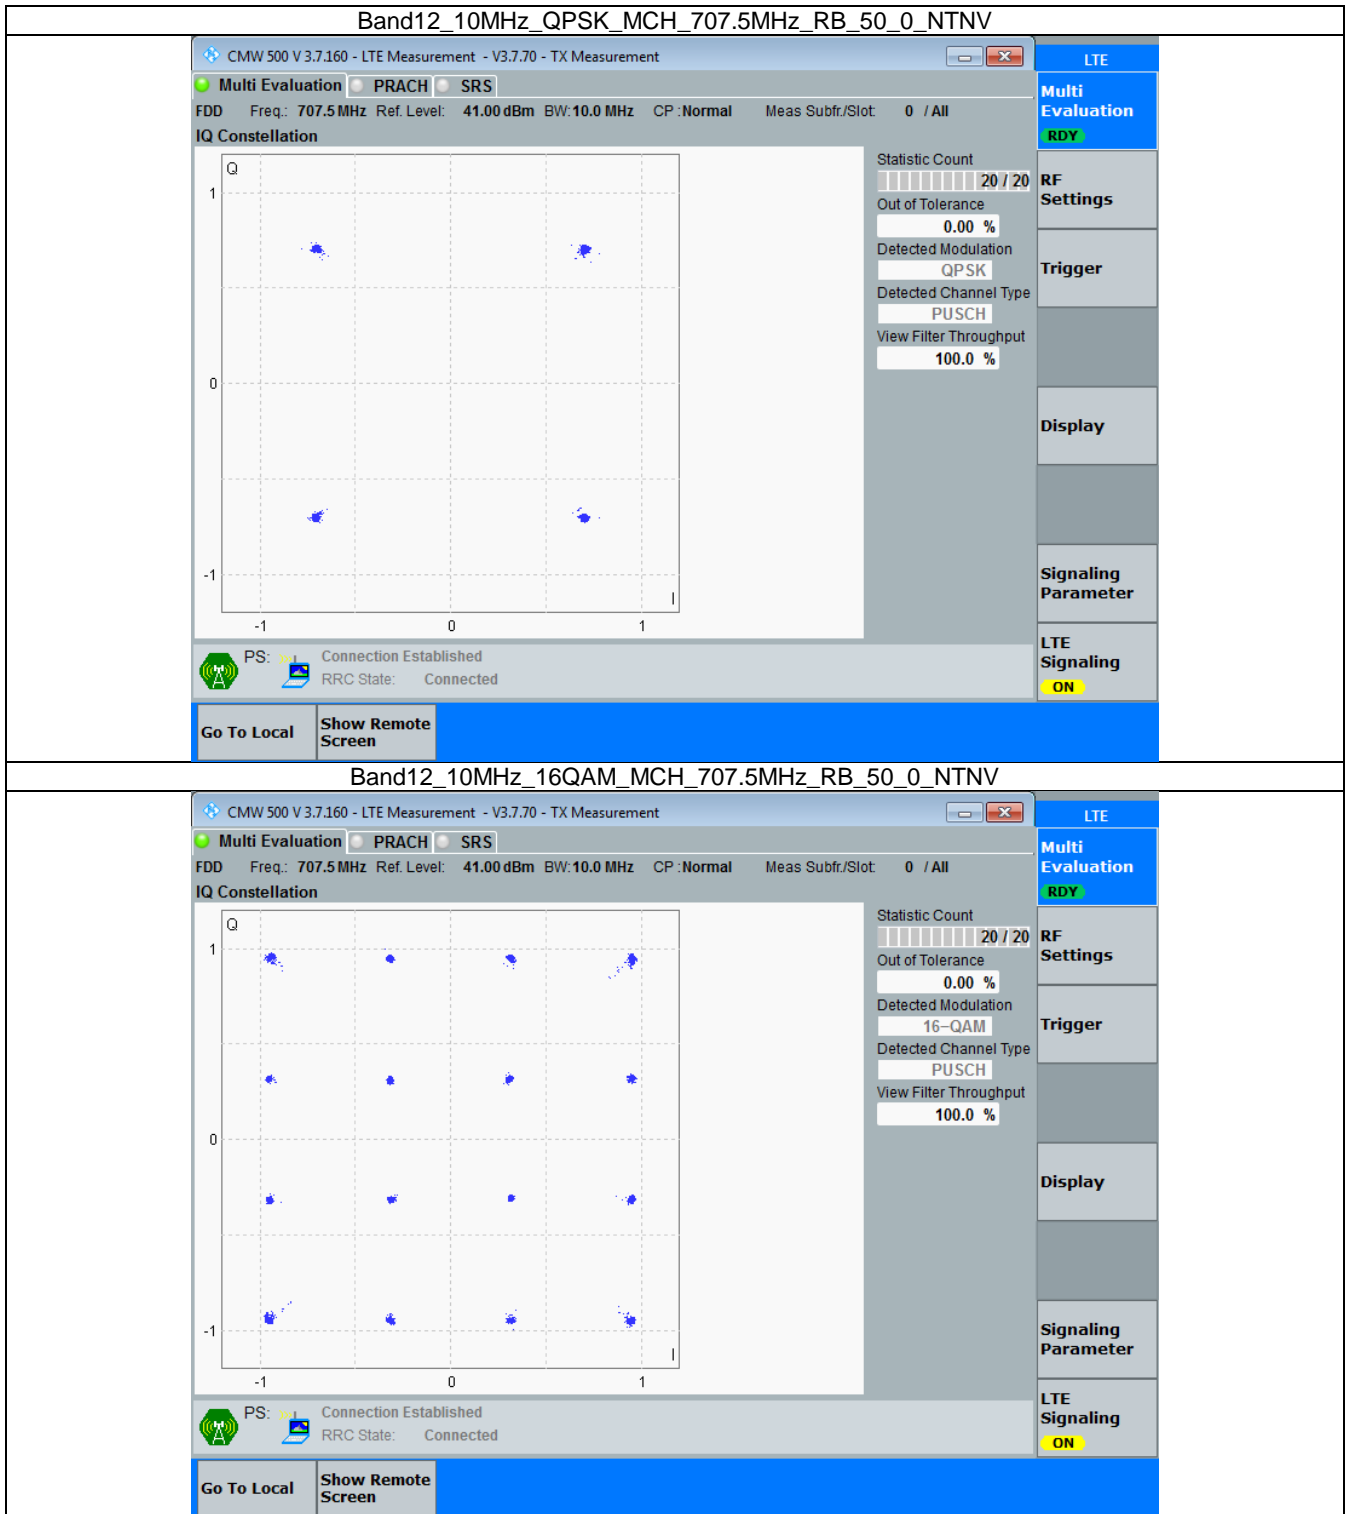 Band12_10MHz_QPSK_MCH_707.5MHz_RB_50_0_NTNV
CMW 500 V 3.7.160 - LTE Measurement - V3.7.70 - TX Measurement
LTE
Multi Evaluation PRACH SRS
Multi
Evaluation
RDY
FDD Freq.: 707.5 MHz Ref. Level: 41.00 dBm BW: 10.0 MHz CP : Normal Meas Subfr./Slot: 0 / All
IQ Constellation
Q
1
0
-1
I
-1 0 1
Statistic Count
20 / 20
Out of Tolerance
0.00 %
Detected Modulation
QPSK
Detected Channel Type
PUSCH
View Filter Throughput
100.0 %
RF
Settings
Trigger
Display
Signaling
Parameter
LTE
Signaling
ON
PS: Connection Established
RRC State: Connected
Go To Local
Show Remote
Screen
Band12_10MHz_16QAM_MCH_707.5MHz_RB_50_0_NTNV
CMW 500 V 3.7.160 - LTE Measurement - V3.7.70 - TX Measurement
LTE
Multi Evaluation PRACH SRS
Multi
Evaluation
RDY
FDD Freq.: 707.5 MHz Ref. Level: 41.00 dBm BW: 10.0 MHz CP : Normal Meas Subfr./Slot: 0 / All
IQ Constellation
Q
1
0
-1
I
-1 0 1
Statistic Count
20 / 20
Out of Tolerance
0.00 %
Detected Modulation
16-QAM
Detected Channel Type
PUSCH
View Filter Throughput
100.0 %
RF
Settings
Trigger
Display
Signaling
Parameter
LTE
Signaling
ON
PS: Connection Established
RRC State: Connected
Go To Local
Show Remote
Screen